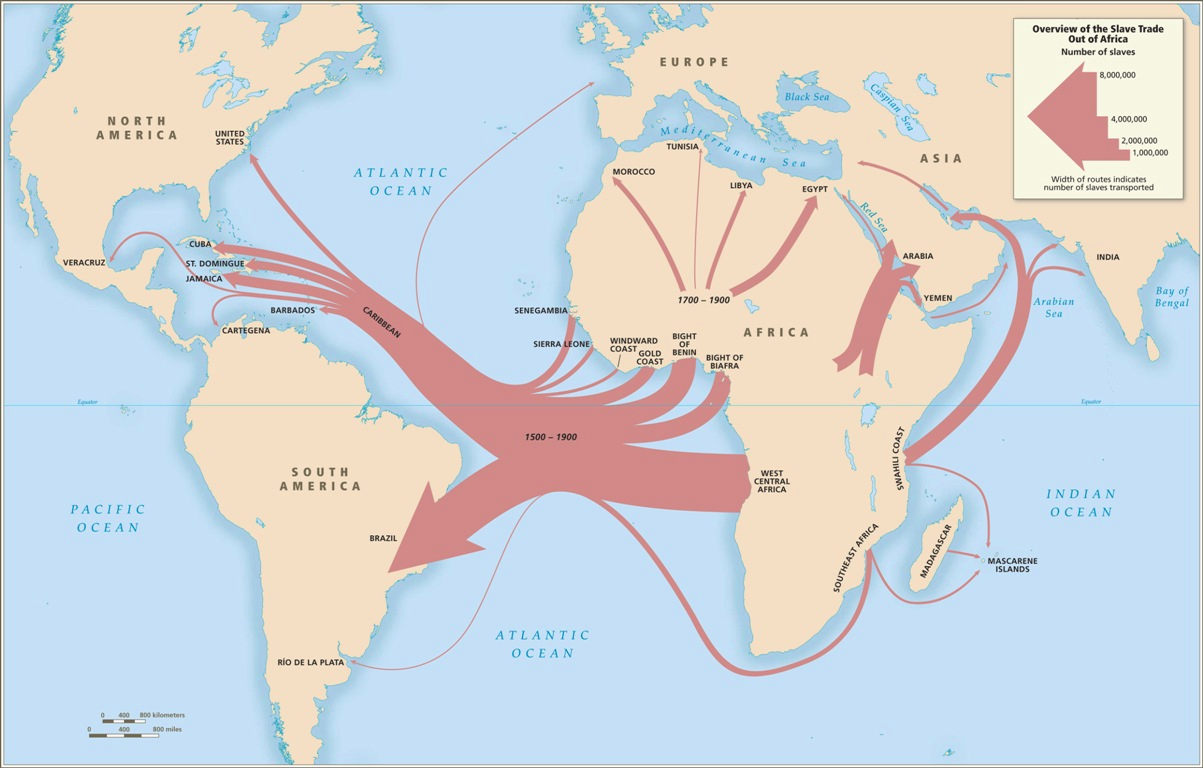 Overview of the Slave Trade
Out of Africa
Number of slaves
8,000,000
4,000,000
2,000,000
1,000,000
Width of routes indicates
number of slaves transported
EUROPE
Black Sea
Caspian Sea
NORTH
AMERICA
UNITED
STATES
ATLANTIC
OCEAN
Mediterranean Sea
TUNISIA
MOROCCO
LIBYA
EGYPT
ASIA
Red Sea
CUBA
VERACRUZ
ST. DOMINGUE
JAMAICA
BARBADOS
CARTEGENA
CARIBBEAN
SENEGAMBIA
SIERRA LEONE
WINDWARD
COAST
GOLD
COAST
BIGHT
OF
BENIN
BIGHT OF
BIAFRA
1700 – 1900
AFRICA
ARABIA
YEMEN
INDIA
Arabian
Sea
Bay of
Bengal
Equator
Equator
1500 – 1900
SOUTH
AMERICA
WEST
CENTRAL
AFRICA
SWAHILI COAST
PACIFIC
OCEAN
INDIAN
OCEAN
BRAZIL
SOUTHEAST AFRICA
MADAGASCAR
MASCARENE
ISLANDS
ATLANTIC
OCEAN
RÍO DE LA PLATA
0 400 800 kilometers
0 400 800 miles